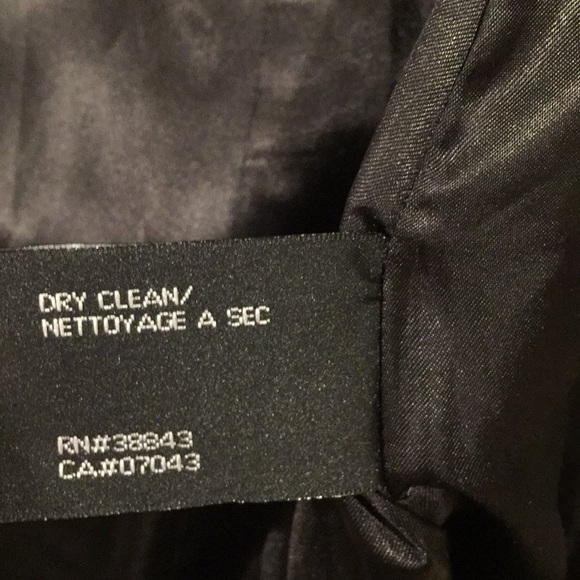 DRY CLEAN/
NETTOYAGE A SEC
RN#38843
CA#07043